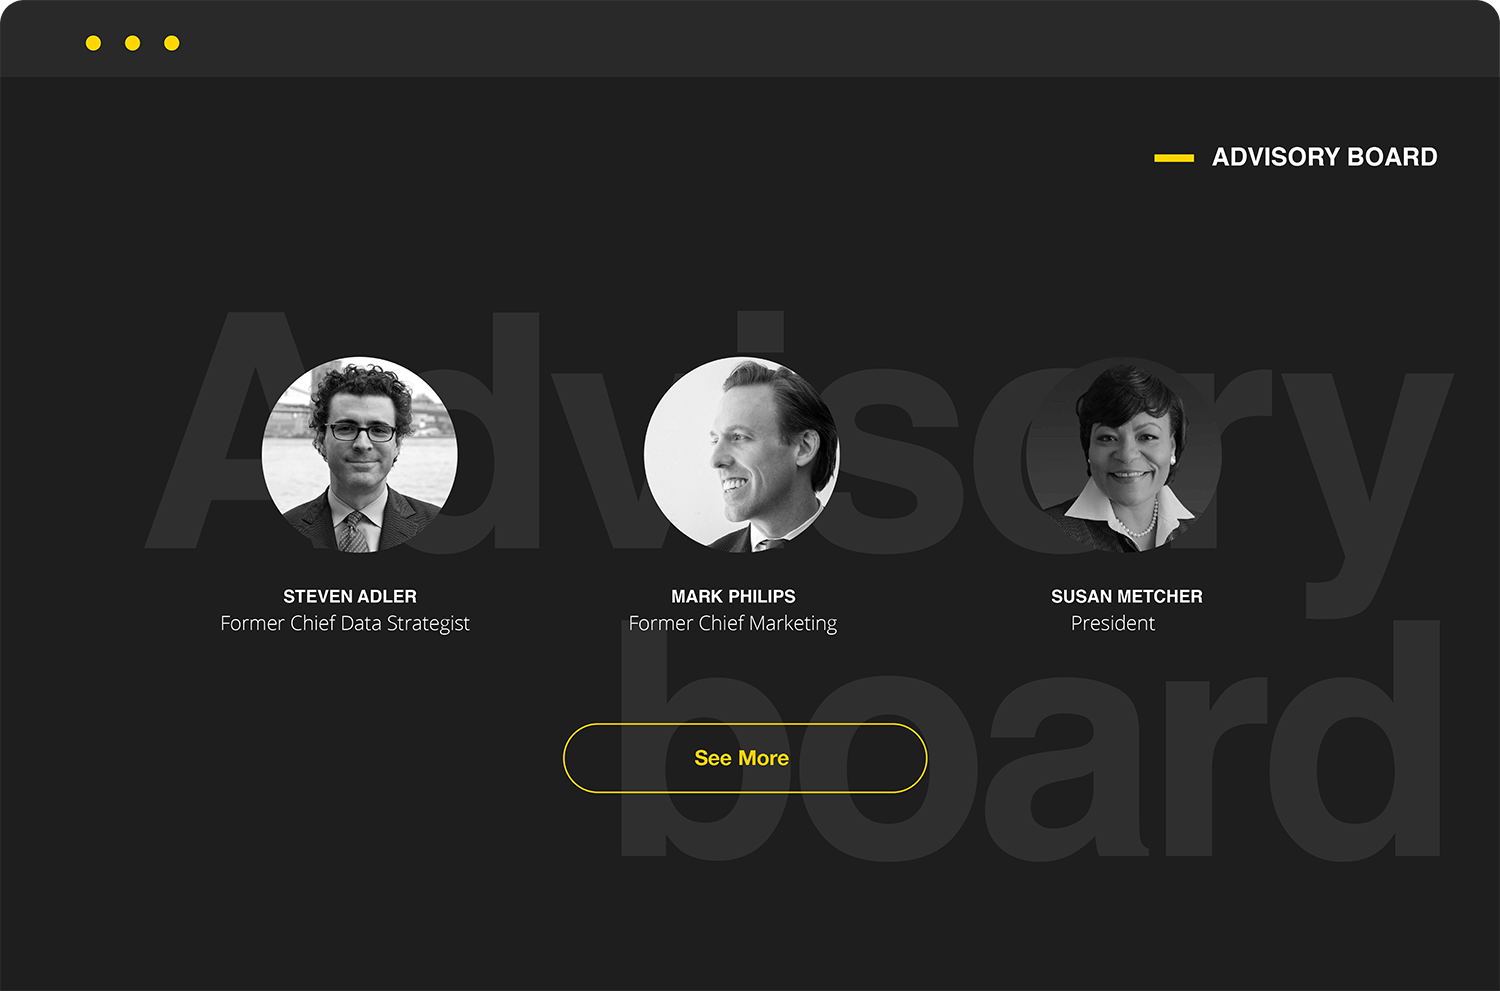 ADVISORY BOARD
Advisory
STEVEN ADLER
Former Chief Data Strategist
MARK PHILIPS
Former Chief Marketing
SUSAN METCHER
President
board
See More